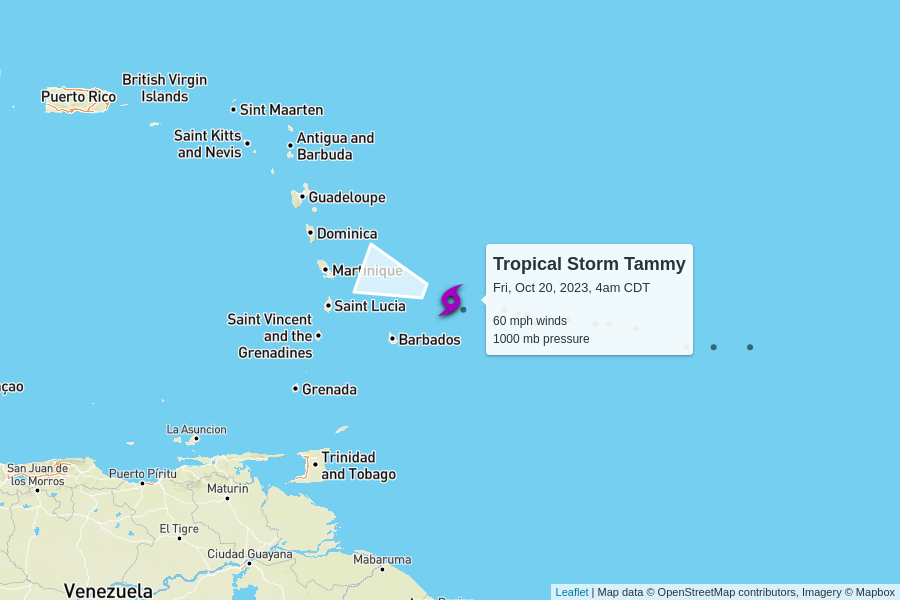 British Virgin
Islands
Puerto Rico
Sint Maarten
Saint Kitts
and Nevis
Antigua and
Barbuda
Guadeloupe
Dominica
Martinique
Saint Lucia
Saint Vincent
and the
Grenadines
Barbados
Tropical Storm Tammy
Fri, Oct 20, 2023, 4am CDT
60 mph winds
1000 mb pressure
çao
Grenada
La Asuncion
Trinidad
and Tobago
San Juan de
los Morros
Puerto Píritu
Maturin
El Tigre
Ciudad Guayana
Mabaruma
Venezuela
Leaflet | Map data © OpenStreetMap contributors, Imagery © Mapbox